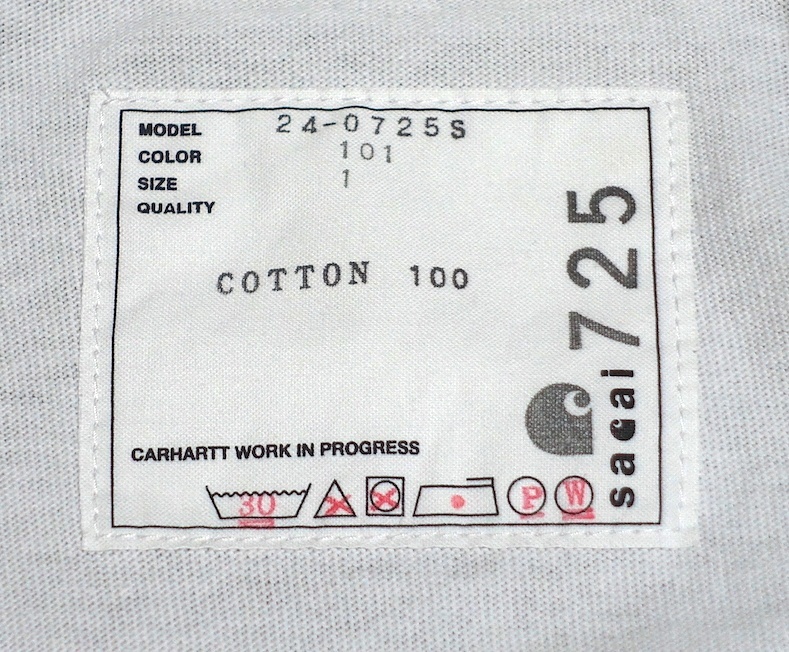 MODEL 24-0725S
COLOR 101
SIZE 1
QUALITY
COTTON 100
CARHARTT WORK IN PROGRESS
30
P
W
sacai 725